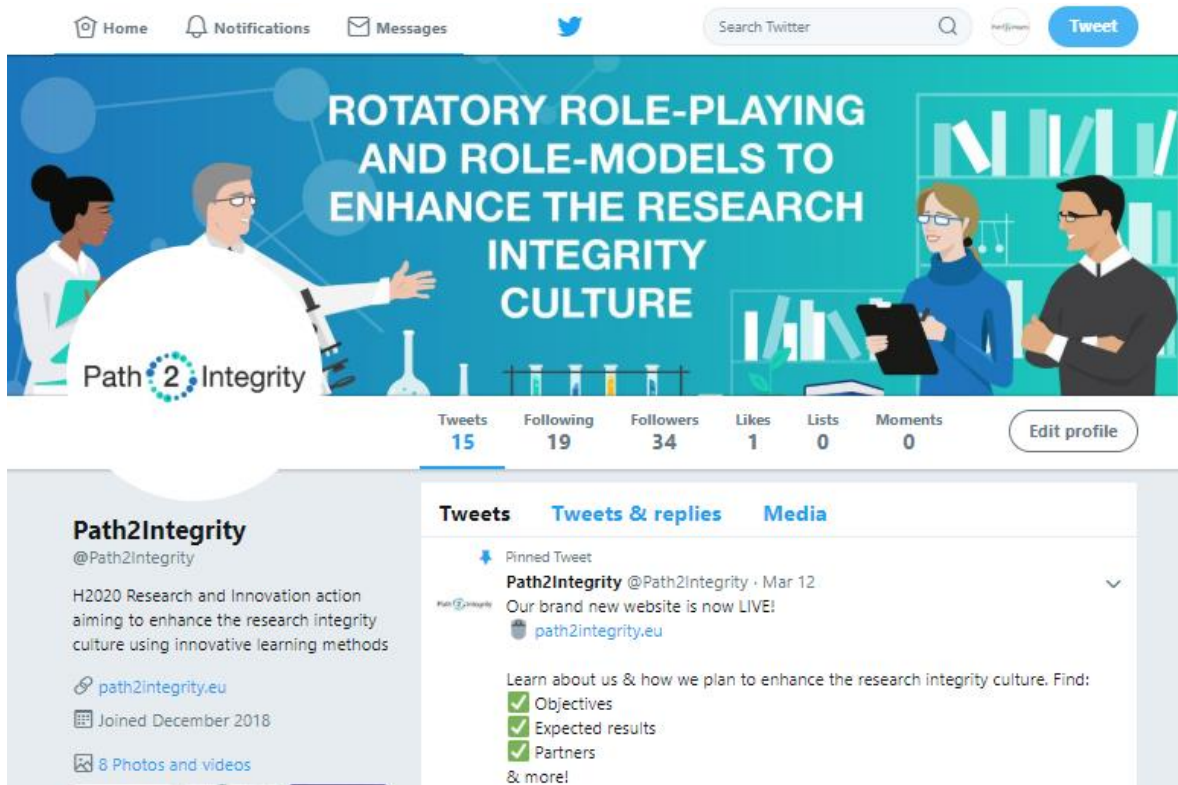 Home Notifications Messages Search Twitter Tweet
ROTATORY ROLE-PLAYING
AND ROLE-MODELS TO
ENHANCE THE RESEARCH
INTEGRITY
CULTURE
Path 2 Integrity
Tweets Following Followers Likes Lists Moments
15 19 34 1 0 0
Edit profile
Path2Integrity
@Path2Integrity
H2020 Research and Innovation action
aiming to enhance the research integrity
culture using innovative learning methods
path2integrity.eu
Joined December 2018
8 Photos and videos
Tweets Tweets & replies Media
Pinned Tweet
Path2Integrity @Path2Integrity · Mar 12
Path 2 Integrity
Our brand new website is now LIVE!
path2integrity.eu
Learn about us & how we plan to enhance the research integrity culture. Find:
✅ Objectives
✅ Expected results
✅ Partners
& more!